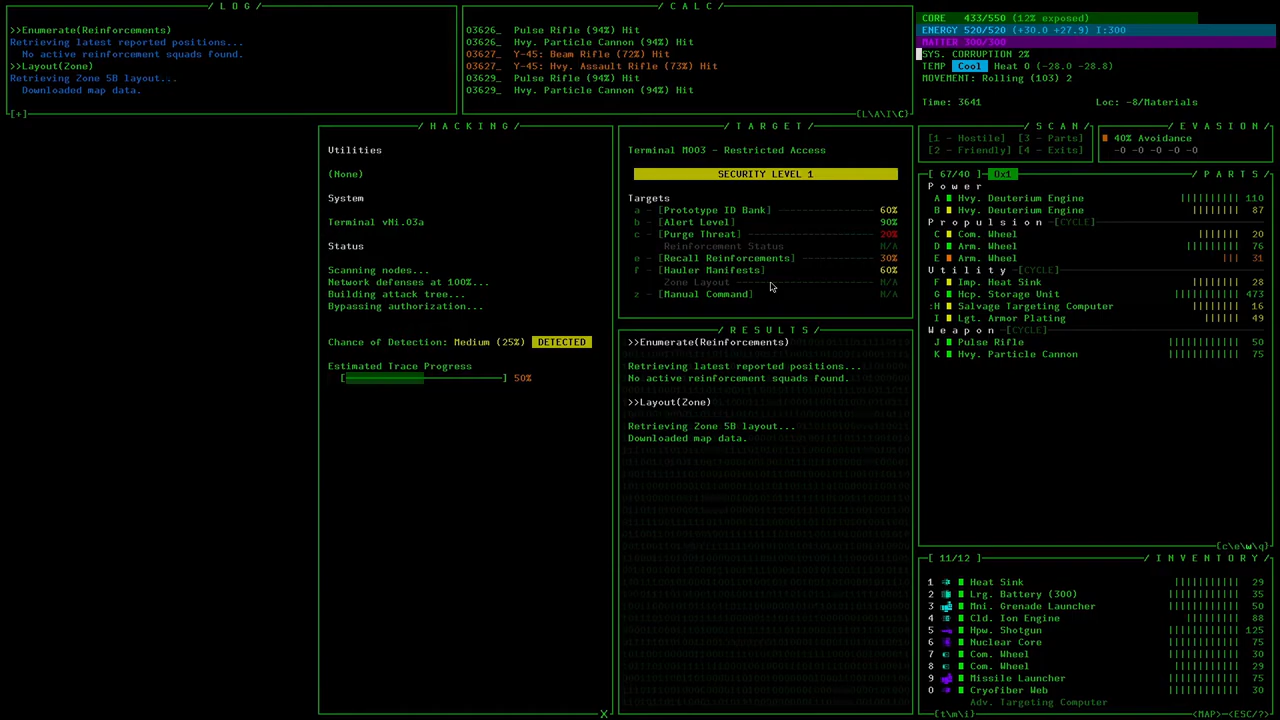 / L O G /
>>Enumerate(Reinforcements)
Retrieving latest reported positions...
No active reinforcement squads found.
>>Layout(Zone)
Retrieving Zone 5B layout...
Downloaded map data.
[+]
/ C A L C /
03626_ Pulse Rifle (94%) Hit
03626_ Hvy. Particle Cannon (94%) Hit
03627_ Y-45: Beam Rifle (72%) Hit
03627_ Y-45: Hvy. Assault Rifle (73%) Hit
03629_ Pulse Rifle (94%) Hit
03629_ Hvy. Particle Cannon (94%) Hit
(L\A\I\C)
CORE 433/550 (12% exposed)
ENERGY 520/520 (+30.0 +27.9) I:300
MATTER 300/300
SYS. CORRUPTION 2%
TEMP Cool Heat 0 (-28.0 -28.8)
MOVEMENT: Rolling (103) 2
Time: 3641 Loc: -8/Materials
/ H A C K I N G /
Utilities
(None)
System
Terminal vMi.03a
Status
Scanning nodes...
Network defenses at 100%...
Building attack tree...
Bypassing authorization...
Chance of Detection: Medium (25%) DETECTED
Estimated Trace Progress
[ ] 50%
X
/ T A R G E T /
Terminal M003 - Restricted Access
SECURITY LEVEL 1
Targets
a - [Prototype ID Bank] 60%
b - [Alert Level] 90%
c - [Purge Threat] 20%
Reinforcement Status N/A
e - [Recall Reinforcements] 30%
f - [Hauler Manifests] 60%
Zone Layout N/A
z - [Manual Command] N/A
/ R E S U L T S /
>>Enumerate(Reinforcements)
Retrieving latest reported positions...
No active reinforcement squads found.
>>Layout(Zone)
Retrieving Zone 5B layout...
Downloaded map data.
/ S C A N /
[1 - Hostile] [3 - Parts]
[2 - Friendly] [4 - Exits]
/ E V A S I O N
40% Avoidance
-0 -0 -0 -0 -0
[ 67/40 ] 0x1 / P A R T S /
P o w e r
A Hvy. Deuterium Engine 110
B Hvy. Deuterium Engine 87
P r o p u l s i o n [CYCLE]
C Com. Wheel 20
D Arm. Wheel 76
E Arm. Wheel 31
U t i l i t y [CYCLE]
F Imp. Heat Sink 28
G Hcp. Storage Unit 473
:H Salvage Targeting Computer 16
I Lgt. Armor Plating 49
W e a p o n [CYCLE]
J Pulse Rifle 50
K Hvy. Particle Cannon 75
[c\e\w\q]
[ 11/12 ] / I N V E N T O R Y /
1 Heat Sink 29
2 Lrg. Battery (300) 35
3 Mni. Grenade Launcher 50
4 Cld. Ion Engine 88
5 Hpw. Shotgun 125
6 Nuclear Core 75
7 Com. Wheel 30
8 Com. Wheel 29
9 Missile Launcher 75
0 Cryofiber Web 30
Adv. Targeting Computer
[t\m\i] <MAP>-<ESC/?>